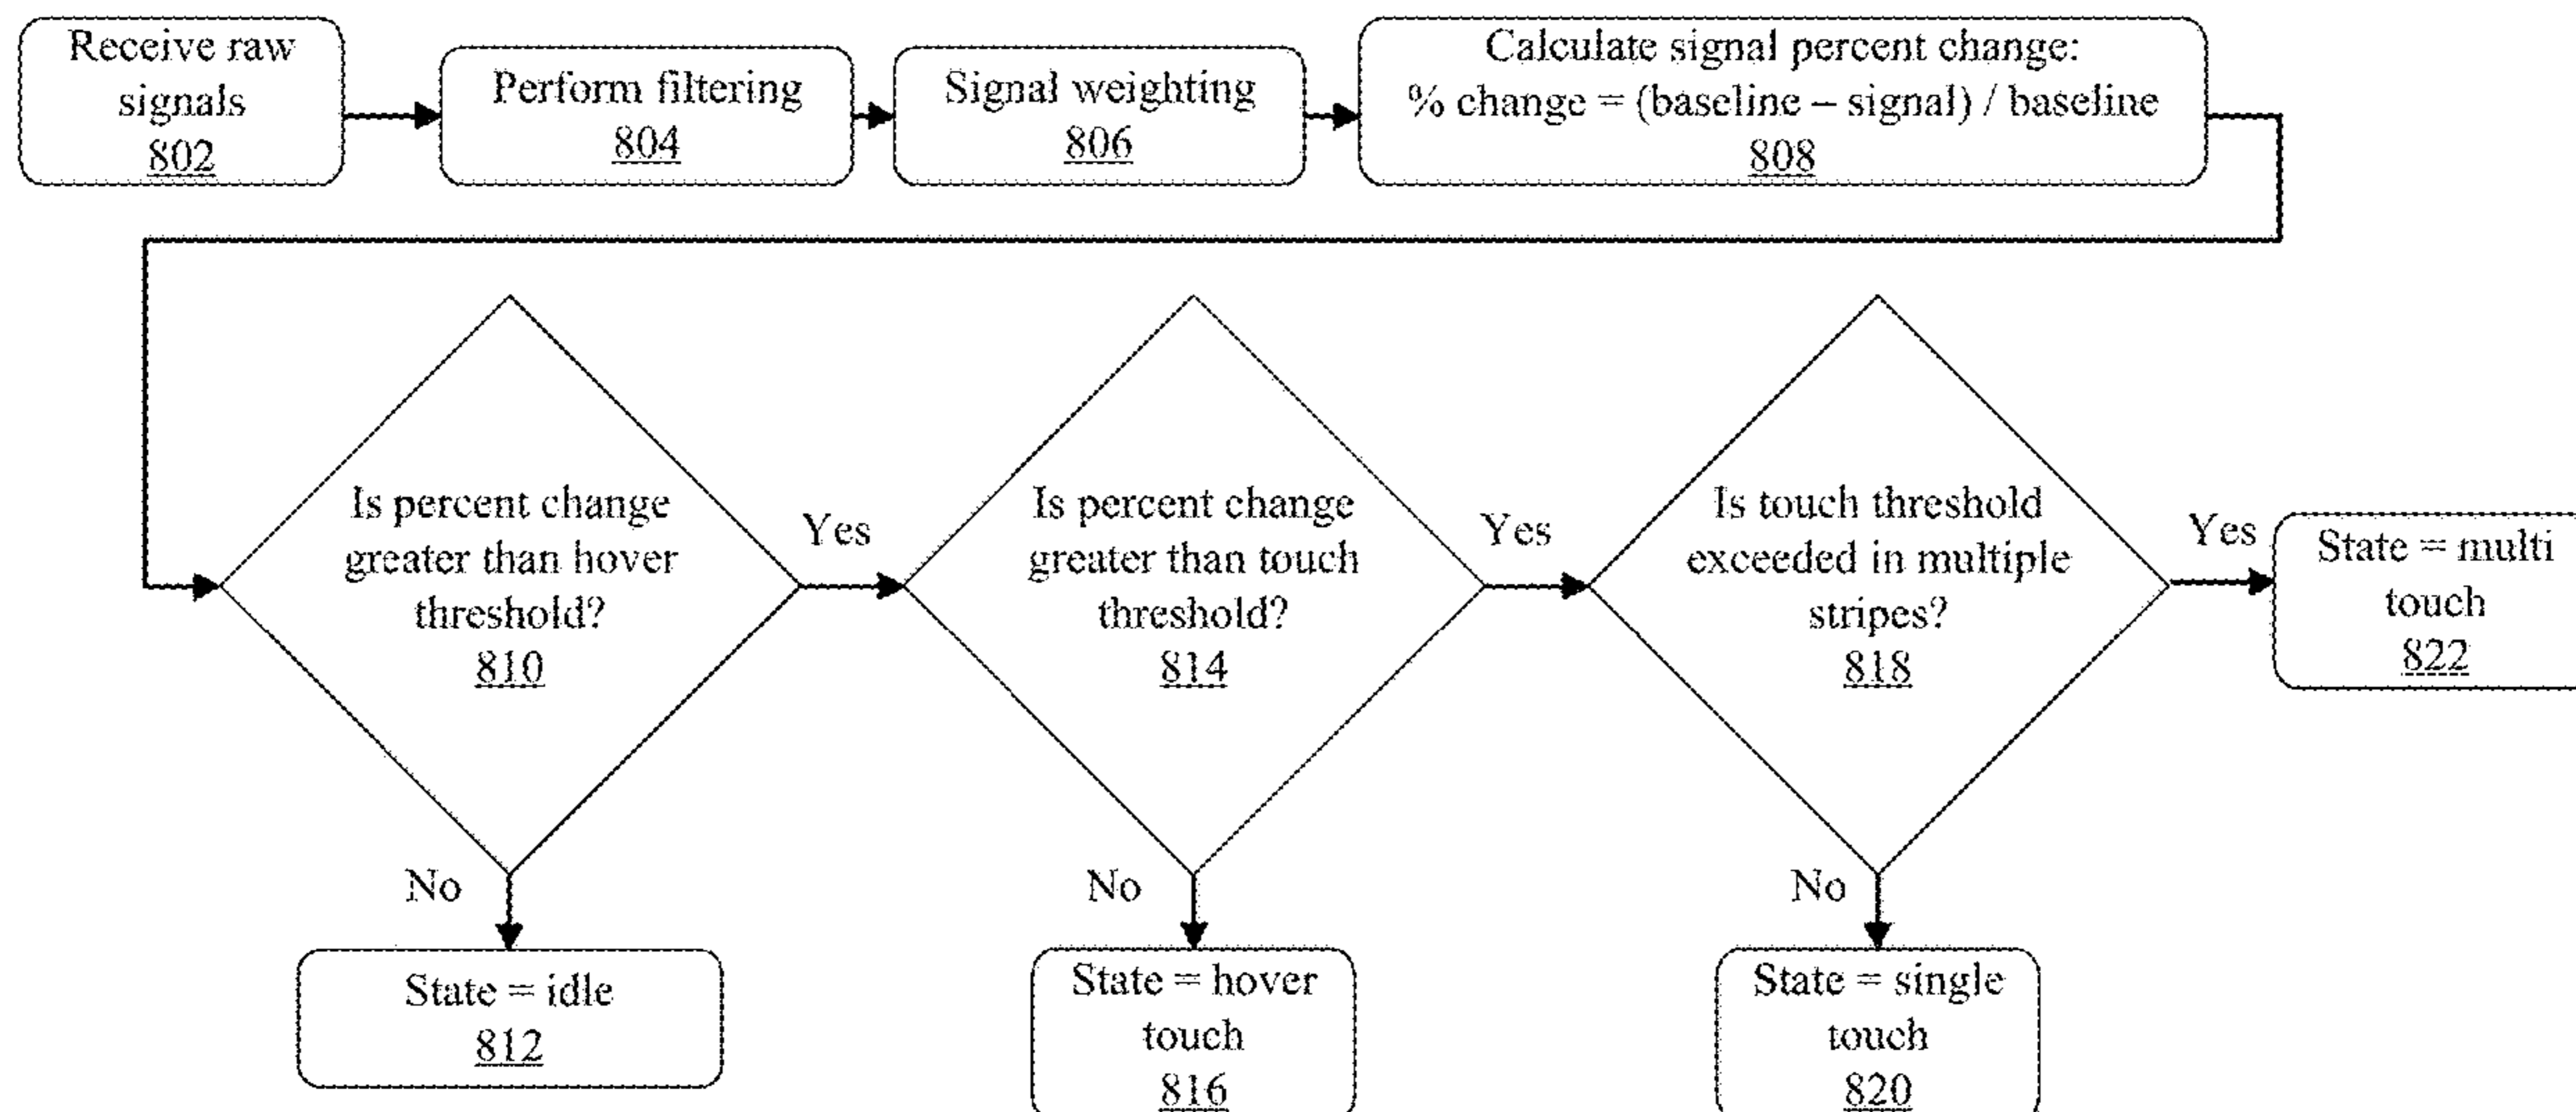 Receive raw
signals
802
Perform filtering
804
Signal weighting
806
Calculate signal percent change:
% change = (baseline – signal) / baseline
808
Is percent change
greater than hover
threshold?
810
Yes
No
State = idle
812
Is percent change
greater than touch
threshold?
814
Yes
No
State = hover
touch
816
Is touch threshold
exceeded in multiple
stripes?
818
Yes
No
State = single
touch
820
State = multi
touch
822